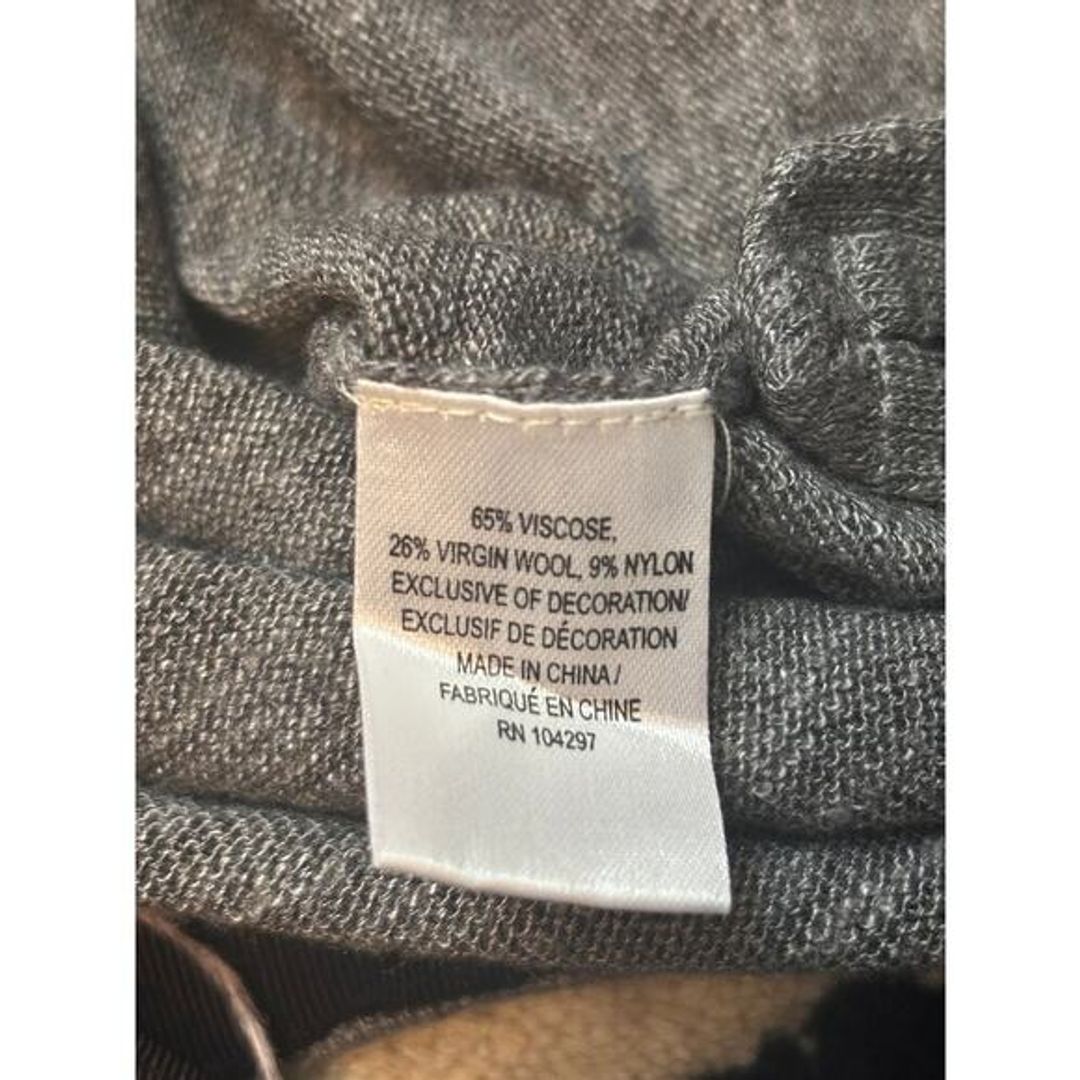 65% VISCOSE,
26% VIRGIN WOOL, 9% NYLON
EXCLUSIVE OF DECORATION/
EXCLUSIF DE DÉCORATION
MADE IN CHINA /
FABRIQUÉ EN CHINE
RN 104297